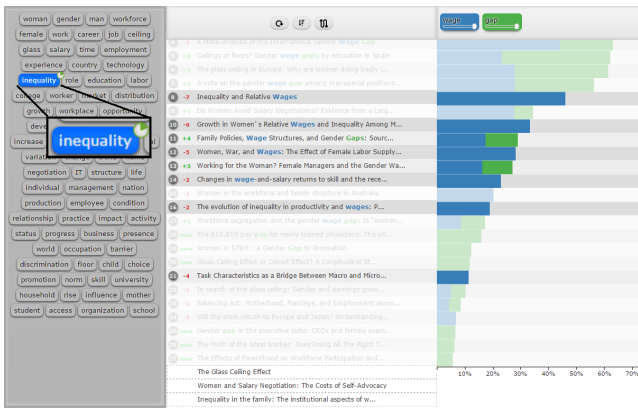 woman gender man workforce
female work career job ceiling
glass salary time employment
experience country technology
inequality role education labor
college worker market distribution
growth workplace opportunity
inequality
increase
negotiation IT structure life
individual management nation
production employee condition
relationship practice impact activity
status progress business presence
world occupation barrier
discrimination floor child choice
promotion norm skill university
household rise influence mother
student access organization school
wage gap
A Meta-Analysis of the International Gender Wage Gap
Ceilings or floors? Gender wage gaps by education in Spain
The glass ceiling in Europe: Why are women doing badly i...
A note on the gender wage gap among managerial positions...
-7 Inequality and Relative Wages
Do Women Avoid Salary Negotiations? Evidence from a Larg...
10 -6 Growth in Women's Relative Wages and Inequality Among M...
11 +4 Family Policies, Wage Structures, and Gender Gaps: Sourc...
12 -5 Women, War, and Wages: The Effect of Female Labor Supply...
13 +3 Working for the Woman? Female Managers and the Gender Wa...
14 -2 Changes in wage-and-salary returns to skill and the rece...
Women in the workforce and family structure in Australia
16 -2 The evolution of inequality in productivity and wages: P...
Workforce segregation and the gender wage gap: Is "women...
The $16,819 pay gap for newly trained physicians: The un...
Women in STEM : A Gender Gap to Innovation
Glass-Ceiling Effect or Cohort Effect? A Longitudinal St...
21 -4 Task Characteristics as a Bridge Between Macro and Micro...
In search of the glass ceiling: Gender and earnings grow...
Balancing Act: Motherhood, Marriage, and Employment amon...
Will the stork return to Europe and Japan? Understanding...
Gender gap in the executive suite: CEOs and female execu...
The Myth of the Ideal Worker: Does Doing All The Right T...
The Effects of Parenthood on Workforce Participation and...
The Glass Ceiling Effect
Women and Salary Negotiation: The Costs of Self-Advocacy
Inequality in the family: The institutional aspects of w...
10% 20% 30% 40% 50% 60% 70%